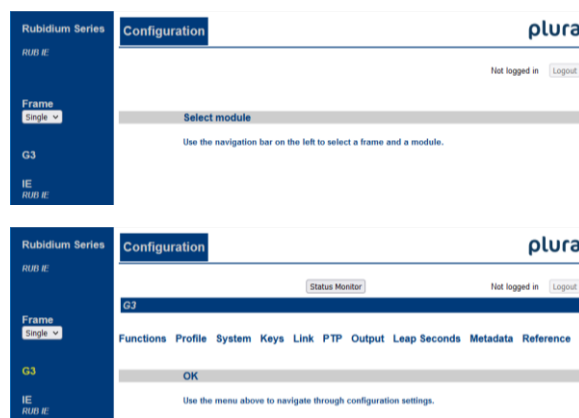 Rubidium Series
Configuration
plura
RUB IE
Not logged in
Logout
Frame
Single
Select module
Use the navigation bar on the left to select a frame and a module.
G3
IE
RUB IE
Rubidium Series
Configuration
plura
RUB IE
Status Monitor
Not logged in
Logout
G3
Frame
Single
Functions Profile System Keys Link PTP Output Leap Seconds Metadata Reference
G3
OK
IE
Use the menu above to navigate through configuration settings.
RUB IE